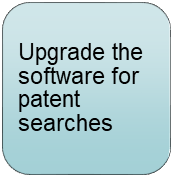 Upgrade the
software for
patent
searches